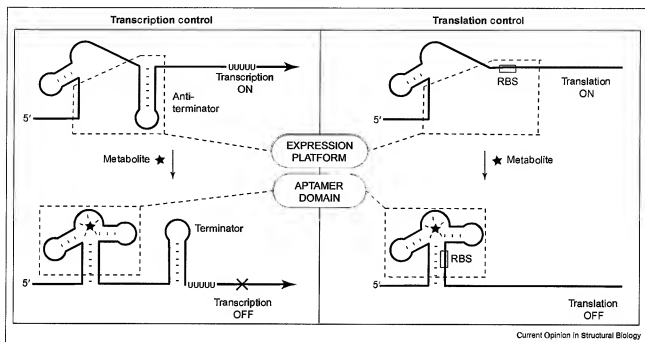 Transcription control
Translation control
UUUUU
Transcription
ON
Anti-
terminator
5'
RBS
Translation
ON
5'
EXPRESSION
PLATFORM
Metabolite
Metabolite
APTAMER
DOMAIN
Terminator
5'
UUUUU
Transcription
OFF
RBS
5'
Translation
OFF
Current Opinion in Structural Biology